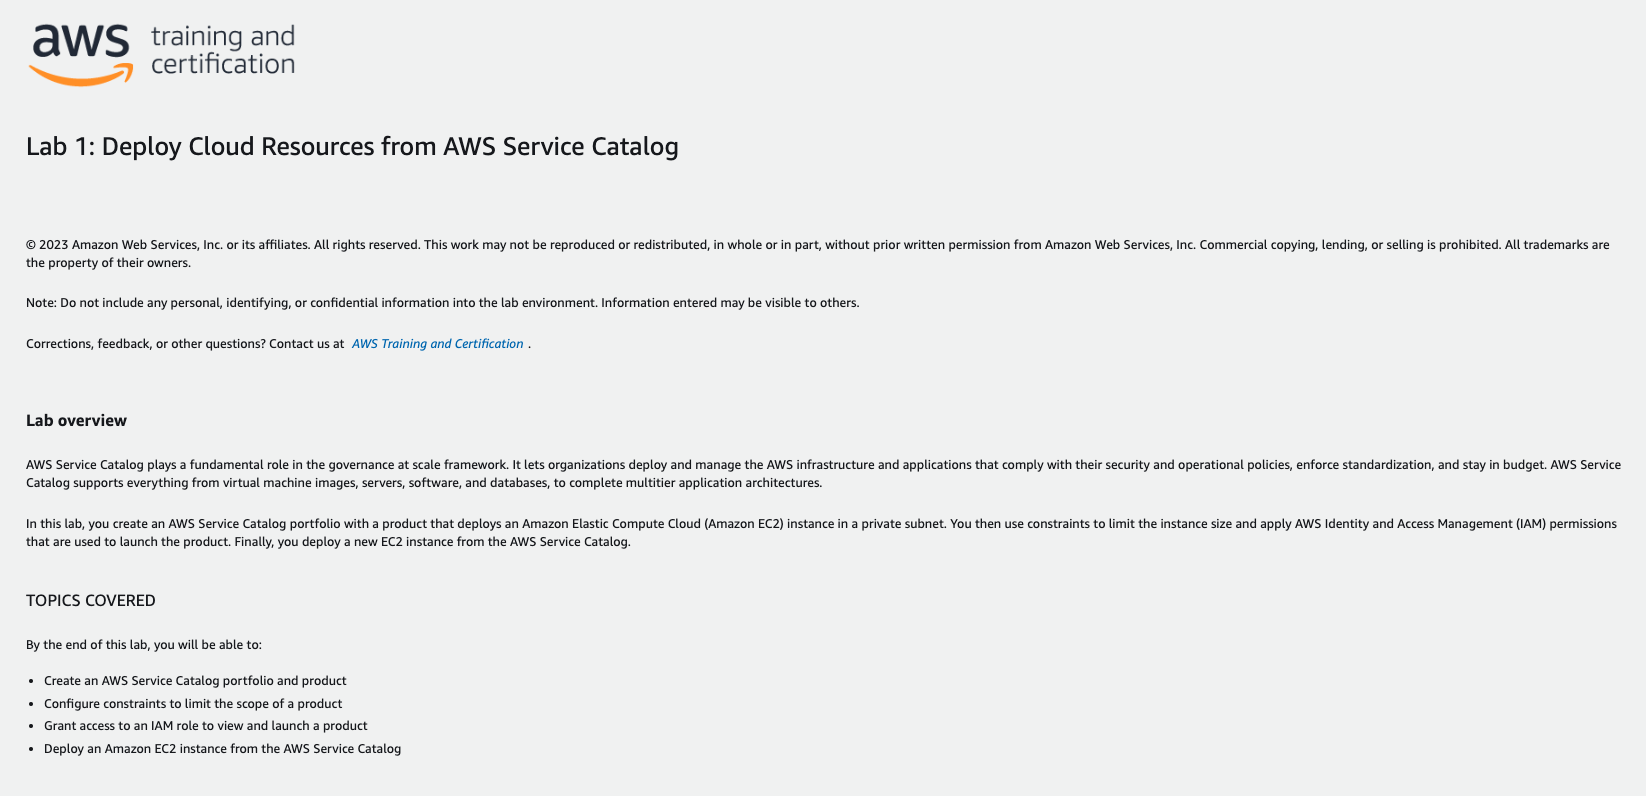 aws training and
certification
Lab 1: Deploy Cloud Resources from AWS Service Catalog
© 2023 Amazon Web Services, Inc. or its affiliates. All rights reserved. This work may not be reproduced or redistributed, in whole or in part, without prior written permission from Amazon Web Services, Inc. Commercial copying, lending, or selling is prohibited. All trademarks are
the property of their owners.
Note: Do not include any personal, identifying, or confidential information into the lab environment. Information entered may be visible to others.
Corrections, feedback, or other questions? Contact us at AWS Training and Certification .
Lab overview
AWS Service Catalog plays a fundamental role in the governance at scale framework. It lets organizations deploy and manage the AWS infrastructure and applications that comply with their security and operational policies, enforce standardization, and stay in budget. AWS Service
Catalog supports everything from virtual machine images, servers, software, and databases, to complete multitier application architectures.
In this lab, you create an AWS Service Catalog portfolio with a product that deploys an Amazon Elastic Compute Cloud (Amazon EC2) instance in a private subnet. You then use constraints to limit the instance size and apply AWS Identity and Access Management (IAM) permissions
that are used to launch the product. Finally, you deploy a new EC2 instance from the AWS Service Catalog.
TOPICS COVERED
By the end of this lab, you will be able to:
• Create an AWS Service Catalog portfolio and product
• Configure constraints to limit the scope of a product
• Grant access to an IAM role to view and launch a product
• Deploy an Amazon EC2 instance from the AWS Service Catalog